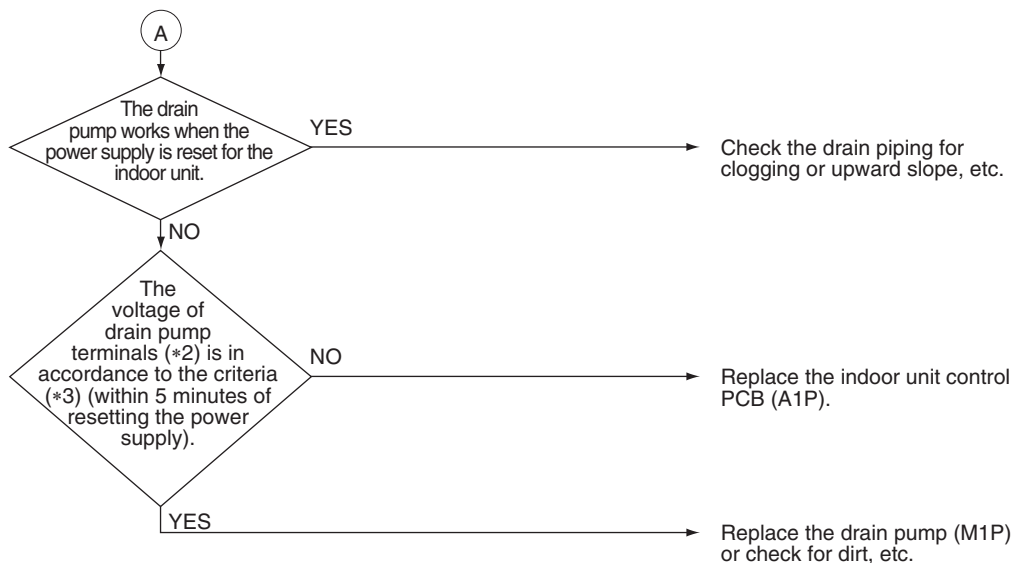 A
The drain
pump works when the
power supply is reset for the
indoor unit.
YES
Check the drain piping for
clogging or upward slope, etc.
NO
The
voltage of
drain pump
terminals (*2) is in
accordance to the criteria
(*3) (within 5 minutes of
resetting the power
supply).
NO
Replace the indoor unit control
PCB (A1P).
YES
Replace the drain pump (M1P)
or check for dirt, etc.